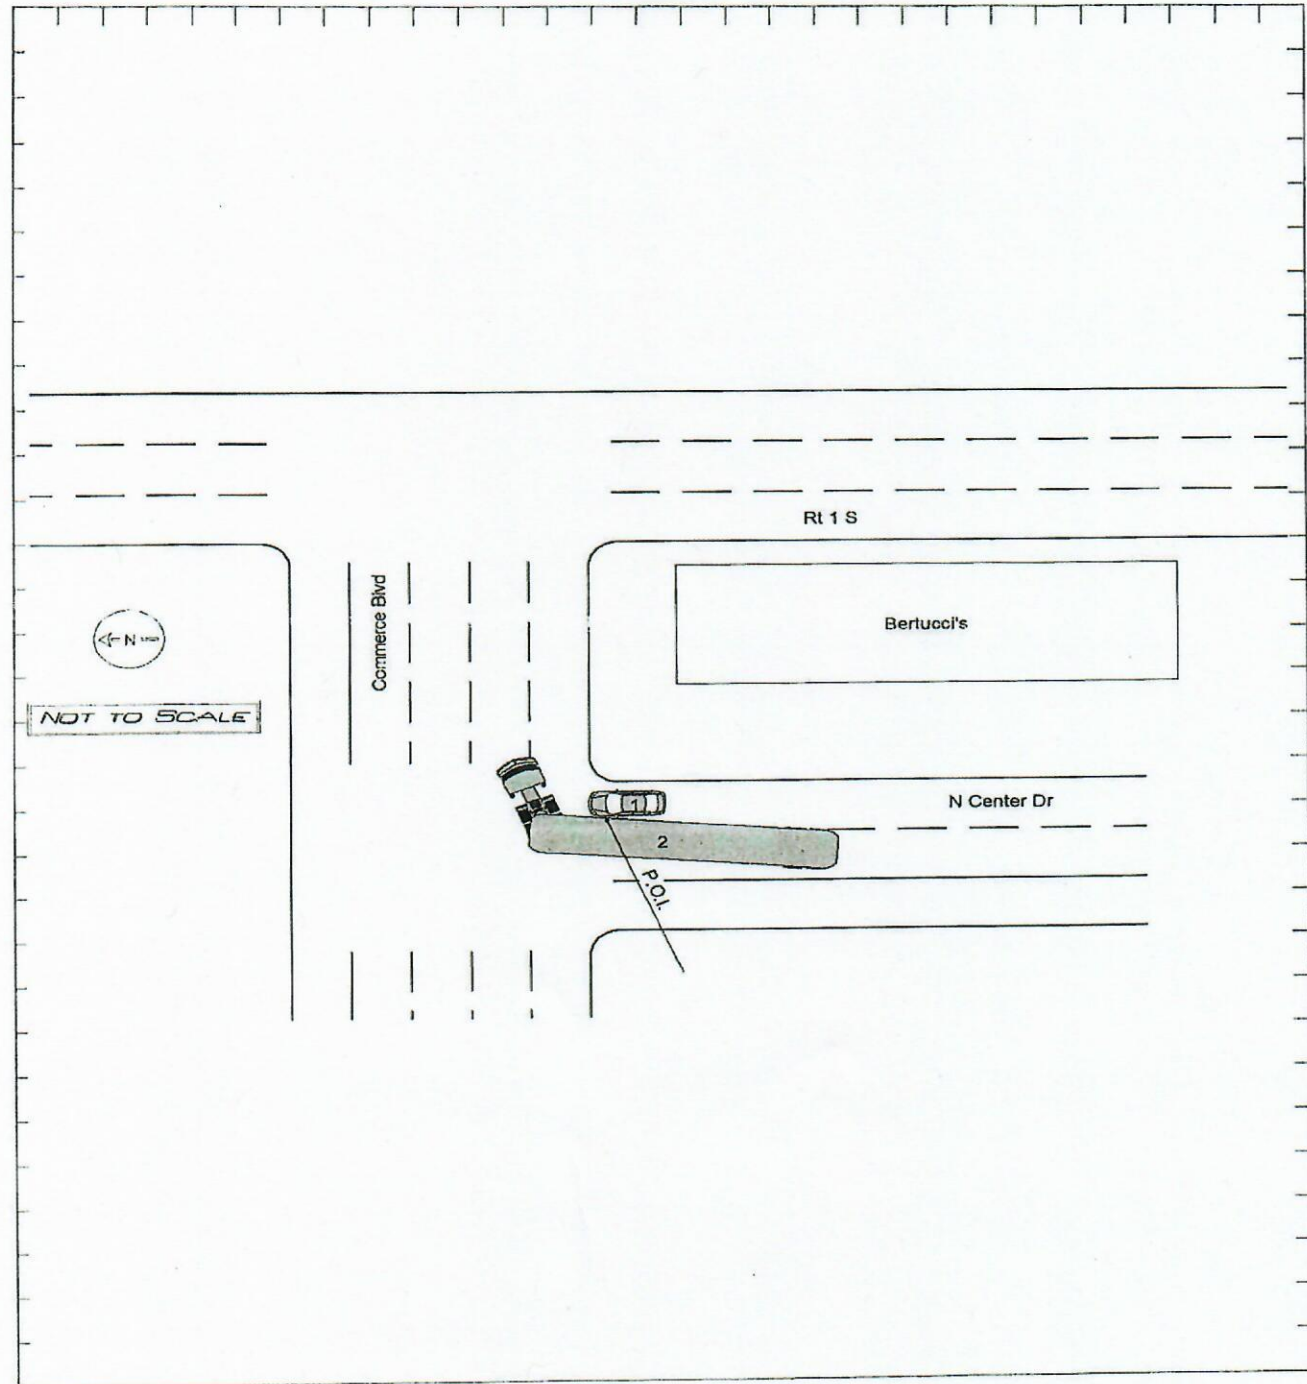 Rt 1 S
Commerce Blvd
Bertucci's
N
NOT TO SCALE
1
N Center Dr
2
P.O.I.